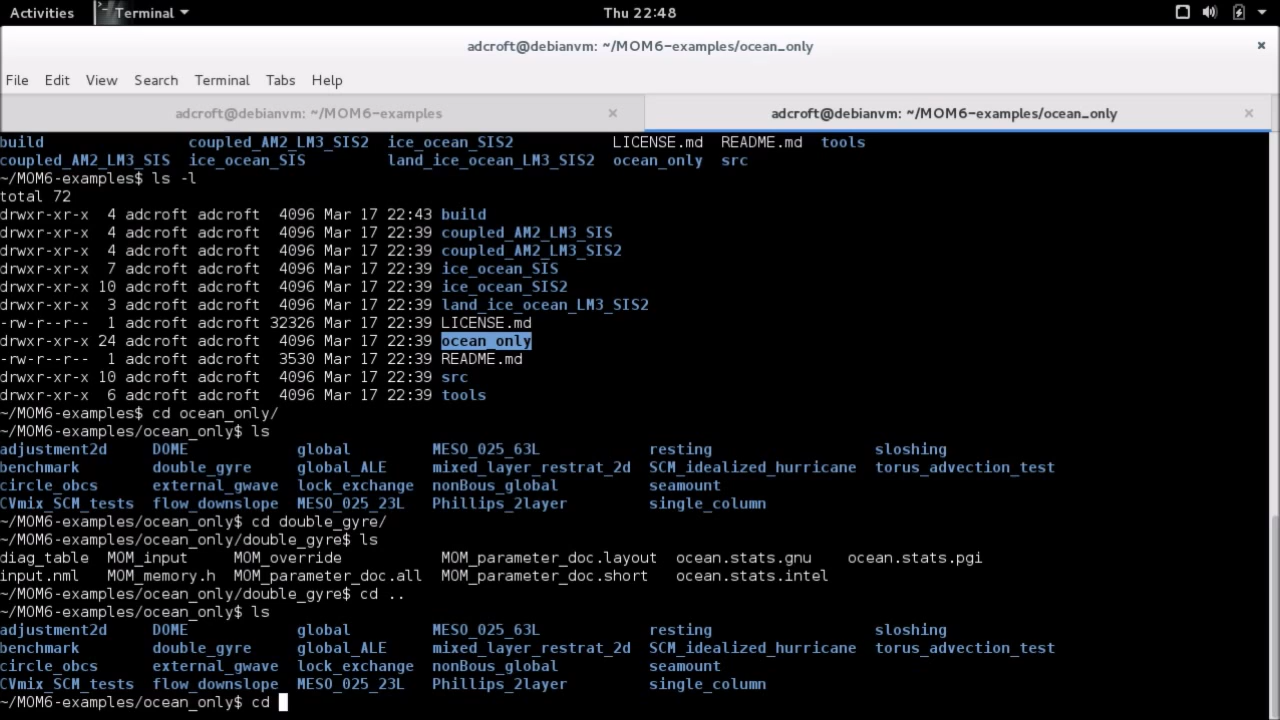 Activities Terminal Thu 22:48
adcroft@debianvm: ~/MOM6-examples/ocean_only ×
File Edit View Search Terminal Tabs Help
adcroft@debianvm: ~/MOM6-examples × adcroft@debianvm: ~/MOM6-examples/ocean_only ×
build coupled_AM2_LM3_SIS2 ice_ocean_SIS2 LICENSE.md README.md tools
coupled_AM2_LM3_SIS ice_ocean_SIS land_ice_ocean_LM3_SIS2 ocean_only src
~/MOM6-examples$ ls -l
total 72
drwxr-xr-x 4 adcroft adcroft 4096 Mar 17 22:43 build
drwxr-xr-x 4 adcroft adcroft 4096 Mar 17 22:39 coupled_AM2_LM3_SIS
drwxr-xr-x 4 adcroft adcroft 4096 Mar 17 22:39 coupled_AM2_LM3_SIS2
drwxr-xr-x 7 adcroft adcroft 4096 Mar 17 22:39 ice_ocean_SIS
drwxr-xr-x 10 adcroft adcroft 4096 Mar 17 22:39 ice_ocean_SIS2
drwxr-xr-x 3 adcroft adcroft 4096 Mar 17 22:39 land_ice_ocean_LM3_SIS2
-rw-r--r-- 1 adcroft adcroft 32326 Mar 17 22:39 LICENSE.md
drwxr-xr-x 24 adcroft adcroft 4096 Mar 17 22:39 ocean_only
-rw-r--r-- 1 adcroft adcroft 3530 Mar 17 22:39 README.md
drwxr-xr-x 10 adcroft adcroft 4096 Mar 17 22:39 src
drwxr-xr-x 6 adcroft adcroft 4096 Mar 17 22:39 tools
~/MOM6-examples$ cd ocean_only/
~/MOM6-examples/ocean_only$ ls
adjustment2d DOME global MESO_025_63L resting sloshing
benchmark double_gyre global_ALE mixed_layer_restrat_2d SCM_idealized_hurricane torus_advection_test
circle_obcs external_gwave lock_exchange nonBous_global seamount
CVmix_SCM_tests flow_downslope MESO_025_23L Phillips_2layer single_column
~/MOM6-examples/ocean_only$ cd double_gyre/
~/MOM6-examples/ocean_only/double_gyre$ ls
diag_table MOM_input MOM_override MOM_parameter_doc.layout ocean.stats.gnu ocean.stats.pgi
input.nml MOM_memory.h MOM_parameter_doc.all MOM_parameter_doc.short ocean.stats.intel
~/MOM6-examples/ocean_only/double_gyre$ cd ..
~/MOM6-examples/ocean_only$ ls
adjustment2d DOME global MESO_025_63L resting sloshing
benchmark double_gyre global_ALE mixed_layer_restrat_2d SCM_idealized_hurricane torus_advection_test
circle_obcs external_gwave lock_exchange nonBous_global seamount
CVmix_SCM_tests flow_downslope MESO_025_23L Phillips_2layer single_column
~/MOM6-examples/ocean_only$ cd